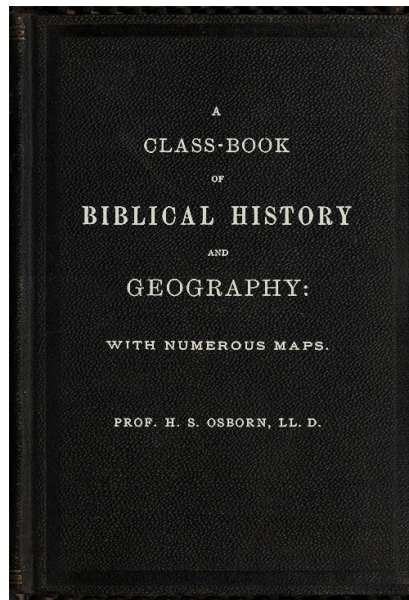 A
CLASS-BOOK
OF
BIBLICAL HISTORY
AND
GEOGRAPHY:
WITH NUMEROUS MAPS.
PROF. H. S. OSBORN, LL. D.